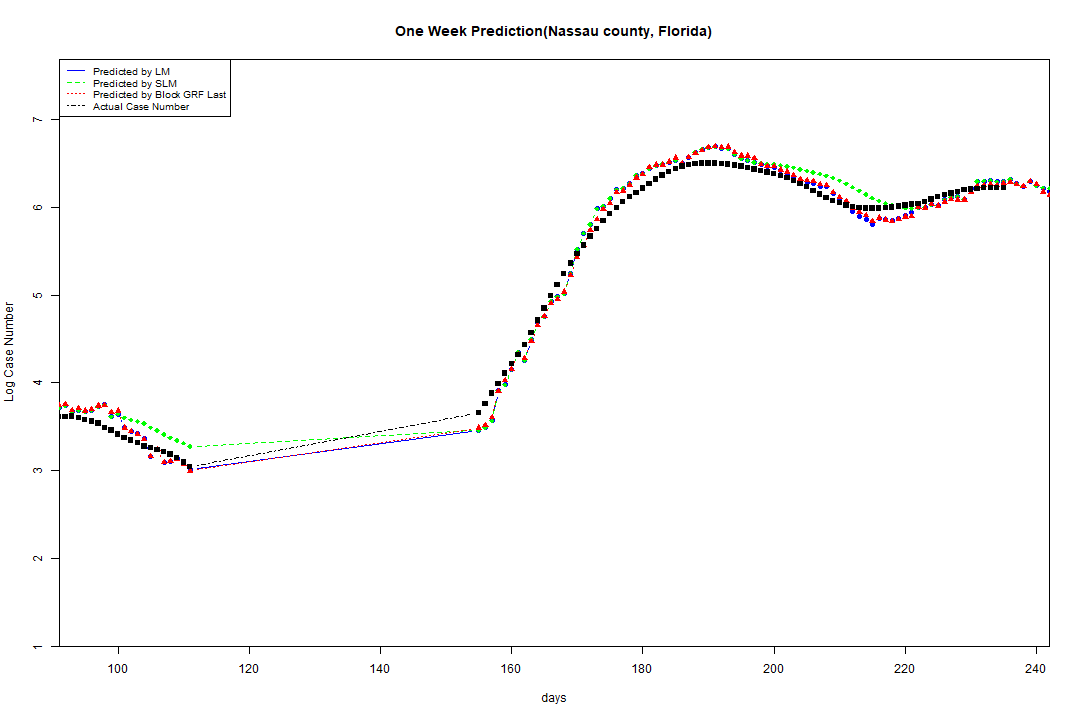 One Week Prediction(Nassau county, Florida)
Predicted by LM
Predicted by SLM
Predicted by Block GRF Last
Actual Case Number
7
6
5
4
3
2
1
Log Case Number
100 120 140 160 180 200 220 240
days